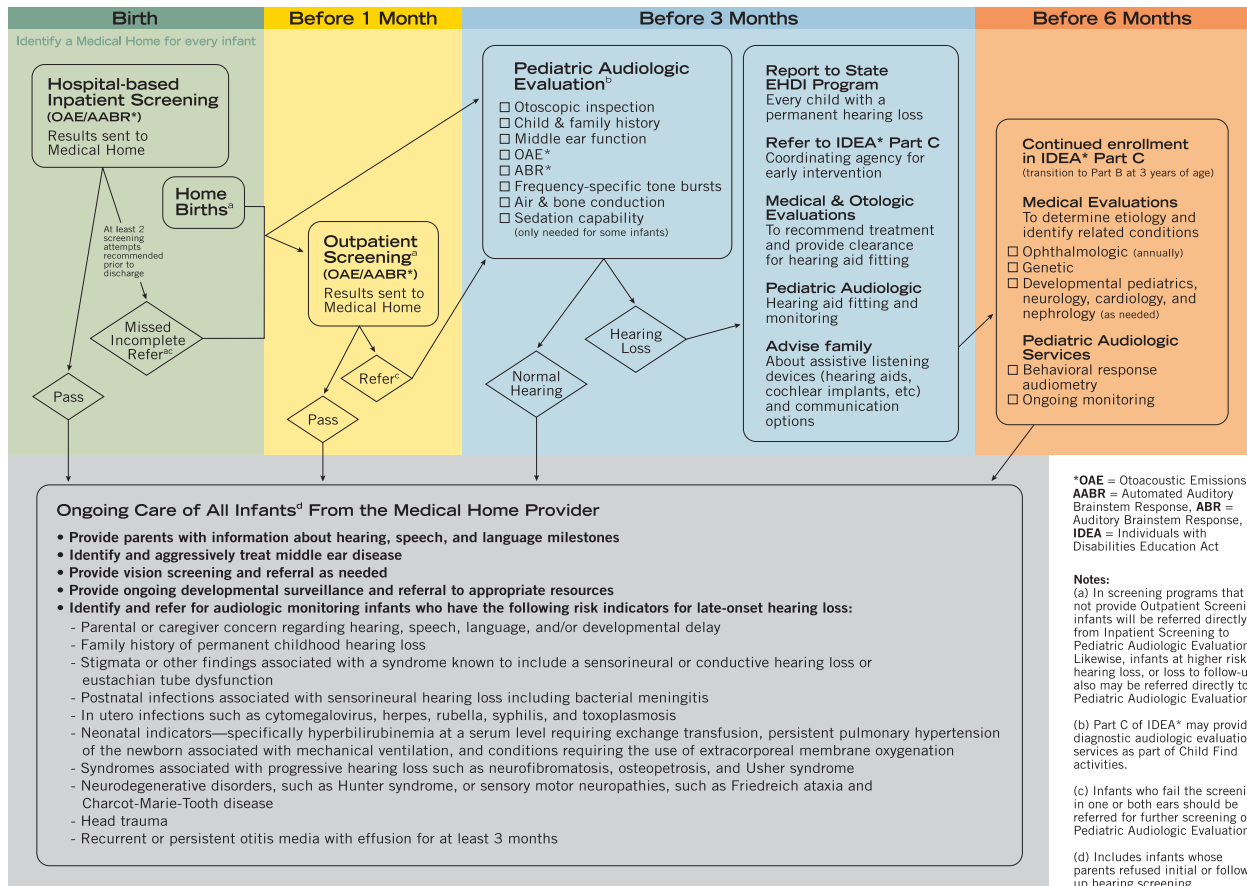 Birth
Before 1 Month
Before 3 Months
Before 6 Months
Identify a Medical Home for every infant
Hospital-based
Inpatient Screening
(OAE/AABR*)
Results sent to
Medical Home
Home
Births^a
At least 2
screening
attempts
recommended
prior to
discharge
Missed
Incomplete
Refer^ac
Pass
Outpatient
Screening^a
(OAE/AABR*)
Results sent to
Medical Home
Refer^c
Pass
Pediatric Audiologic
Evaluation^b
☐ Otoscopic inspection
☐ Child & family history
☐ Middle ear function
☐ OAE*
☐ ABR*
☐ Frequency-specific tone bursts
☐ Air & bone conduction
☐ Sedation capability
(only needed for some infants)
Hearing
Loss
Normal
Hearing
Report to State
EHDI Program
Every child with a
permanent hearing loss
Refer to IDEA* Part C
Coordinating agency for
early intervention
Medical & Otologic
Evaluations
To recommend treatment
and provide clearance
for hearing aid fitting
Pediatric Audiologic
Hearing aid fitting and
monitoring
Advise family
About assistive listening
devices (hearing aids,
cochlear implants, etc)
and communication
options
Continued enrollment
in IDEA* Part C
(transition to Part B at 3 years of age)
Medical Evaluations
To determine etiology and
identify related conditions
☐ Ophthalmologic (annually)
☐ Genetic
☐ Developmental pediatrics,
neurology, cardiology, and
nephrology (as needed)
Pediatric Audiologic
Services
☐ Behavioral response
audiometry
☐ Ongoing monitoring
Ongoing Care of All Infants^d From the Medical Home Provider
• Provide parents with information about hearing, speech, and language milestones
• Identify and aggressively treat middle ear disease
• Provide vision screening and referral as needed
• Provide ongoing developmental surveillance and referral to appropriate resources
• Identify and refer for audiologic monitoring infants who have the following risk indicators for late-onset hearing loss:
- Parental or caregiver concern regarding hearing, speech, language, and/or developmental delay
- Family history of permanent childhood hearing loss
- Stigmata or other findings associated with a syndrome known to include a sensorineural or conductive hearing loss or
eustachian tube dysfunction
- Postnatal infections associated with sensorineural hearing loss including bacterial meningitis
- In utero infections such as cytomegalovirus, herpes, rubella, syphilis, and toxoplasmosis
- Neonatal indicators—specifically hyperbilirubinemia at a serum level requiring exchange transfusion, persistent pulmonary hypertension
of the newborn associated with mechanical ventilation, and conditions requiring the use of extracorporeal membrane oxygenation
- Syndromes associated with progressive hearing loss such as neurofibromatosis, osteopetrosis, and Usher syndrome
- Neurodegenerative disorders, such as Hunter syndrome, or sensory motor neuropathies, such as Friedreich ataxia and
Charcot-Marie-Tooth disease
- Head trauma
- Recurrent or persistent otitis media with effusion for at least 3 months
*OAE = Otoacoustic Emissions
AABR = Automated Auditory
Brainstem Response, ABR =
Auditory Brainstem Response,
IDEA = Individuals with
Disabilities Education Act
Notes:
(a) In screening programs that
not provide Outpatient
infants will be referred directly
from Inpatient Screening to
Pediatric Audiologic Evaluation
Likewise, infants at higher risk
hearing loss, or loss to
also may be referred directly to
Pediatric Audiologic Evaluation
(b) Part C of IDEA* may
diagnostic audiologic
services as part of Child Find
activities.
(c) Infants who fail the
in one or both ears should be
referred for further screening
Pediatric Audiologic Evaluation
(d) Includes infants whose
parents refused initial or
up hearing screening